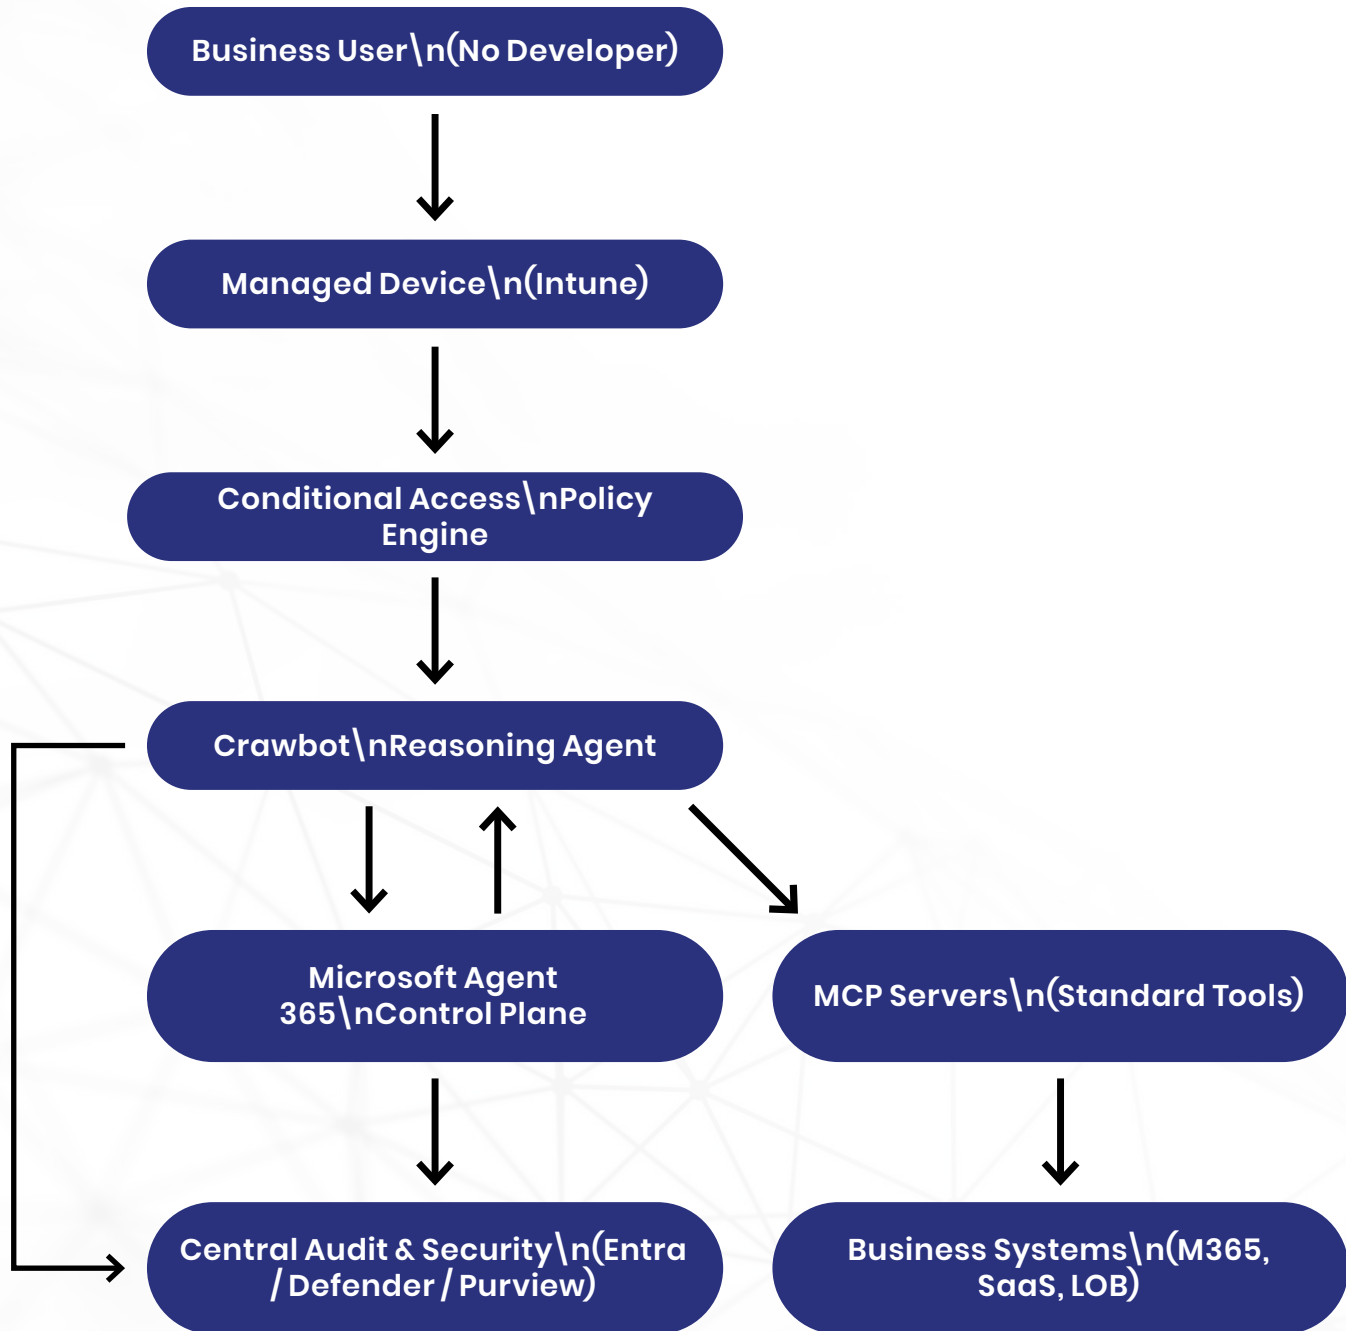 Business User\n(No Developer)
Managed Device\n(Intune)
Conditional Access\nPolicy
Engine
Crawbot\nReasoning Agent
Microsoft Agent
365\nControl Plane
MCP Servers\n(Standard Tools)
Central Audit & Security\n(Entra
/ Defender / Purview)
Business Systems\n(M365,
SaaS, LOB)